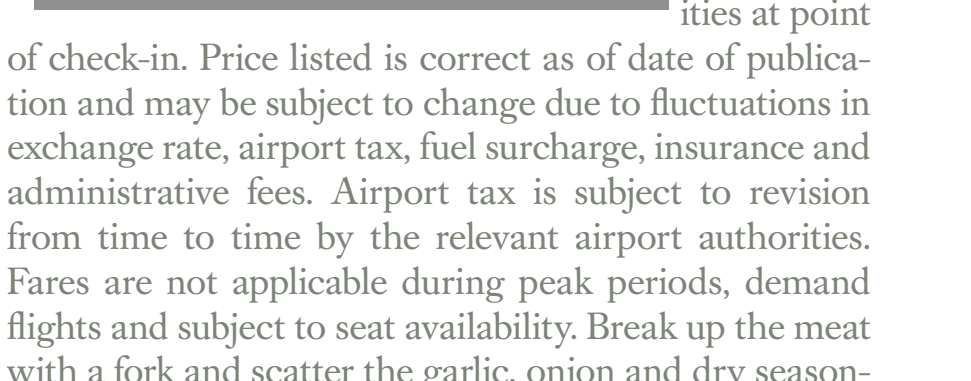 ities at point
of check-in. Price listed is correct as of date of publica-
tion and may be subject to change due to fluctuations in
exchange rate, airport tax, fuel surcharge, insurance and
administrative fees. Airport tax is subject to revision
from time to time by the relevant airport authorities.
Fares are not applicable during peak periods, demand
flights and subject to seat availability. Break up the meat
with a fork and scatter the garlic, onion and dry season-